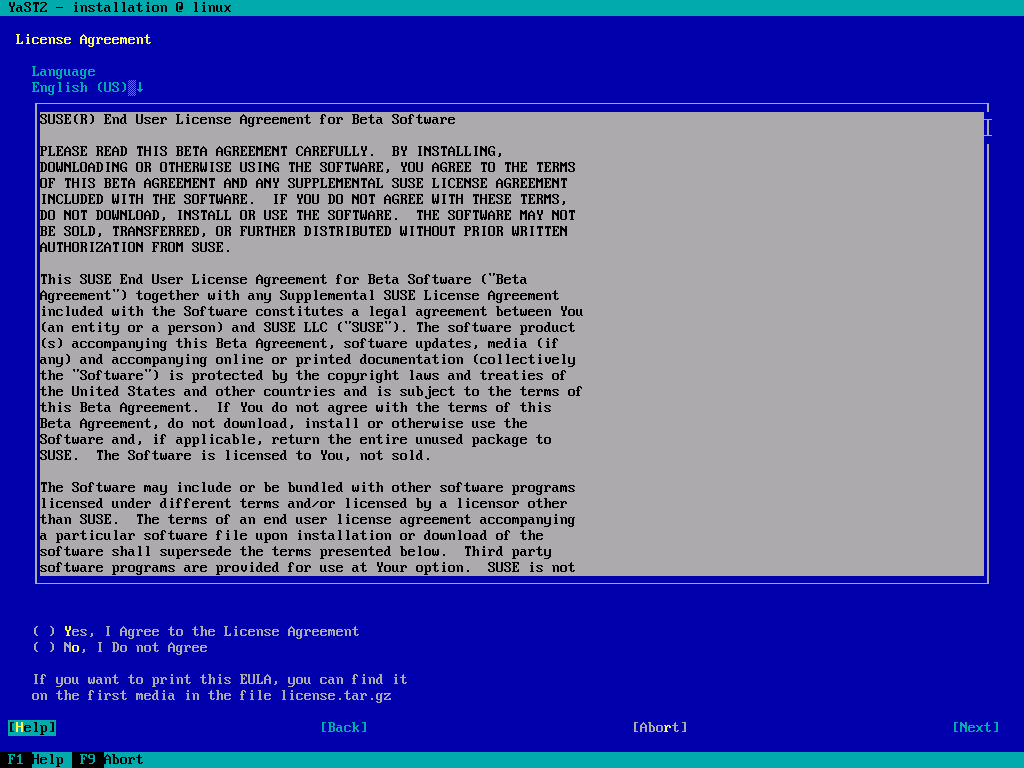 YaST2 - installation @ linux
License Agreement
Language
English (US)
SUSE(R) End User License Agreement for Beta Software
PLEASE READ THIS BETA AGREEMENT CAREFULLY.  BY INSTALLING,
DOWNLOADING OR OTHERWISE USING THE SOFTWARE, YOU AGREE TO THE TERMS
OF THIS BETA AGREEMENT AND ANY SUPPLEMENTAL SUSE LICENSE AGREEMENT
INCLUDED WITH THE SOFTWARE.  IF YOU DO NOT AGREE WITH THESE TERMS,
DO NOT DOWNLOAD, INSTALL OR USE THE SOFTWARE.  THE SOFTWARE MAY NOT
BE SOLD, TRANSFERRED, OR FURTHER DISTRIBUTED WITHOUT PRIOR WRITTEN
AUTHORIZATION FROM SUSE.
This SUSE End User License Agreement for Beta Software ("Beta
Agreement") together with any Supplemental SUSE License Agreement
included with the Software constitutes a legal agreement between You
(an entity or a person) and SUSE LLC ("SUSE"). The software product
(s) accompanying this Beta Agreement, software updates, media (if
any) and accompanying online or printed documentation (collectively
the "Software") is protected by the copyright laws and treaties of
the United States and other countries and is subject to the terms of
this Beta Agreement.  If You do not agree with the terms of this
Beta Agreement, do not download, install or otherwise use the
Software and, if applicable, return the entire unused package to
SUSE.  The Software is licensed to You, not sold.
The Software may include or be bundled with other software programs
licensed under different terms and/or licensed by a licensor other
than SUSE.  The terms of an end user license agreement accompanying
a particular software file upon installation or download of the
software shall supersede the terms presented below.  Third party
software programs are provided for use at Your option.  SUSE is not
( ) Yes, I Agree to the License Agreement
( ) No, I Do not Agree
If you want to print this EULA, you can find it
on the first media in the file license.tar.gz
[Help] [Back] [Abort] [Next]
F1 Help F9 Abort